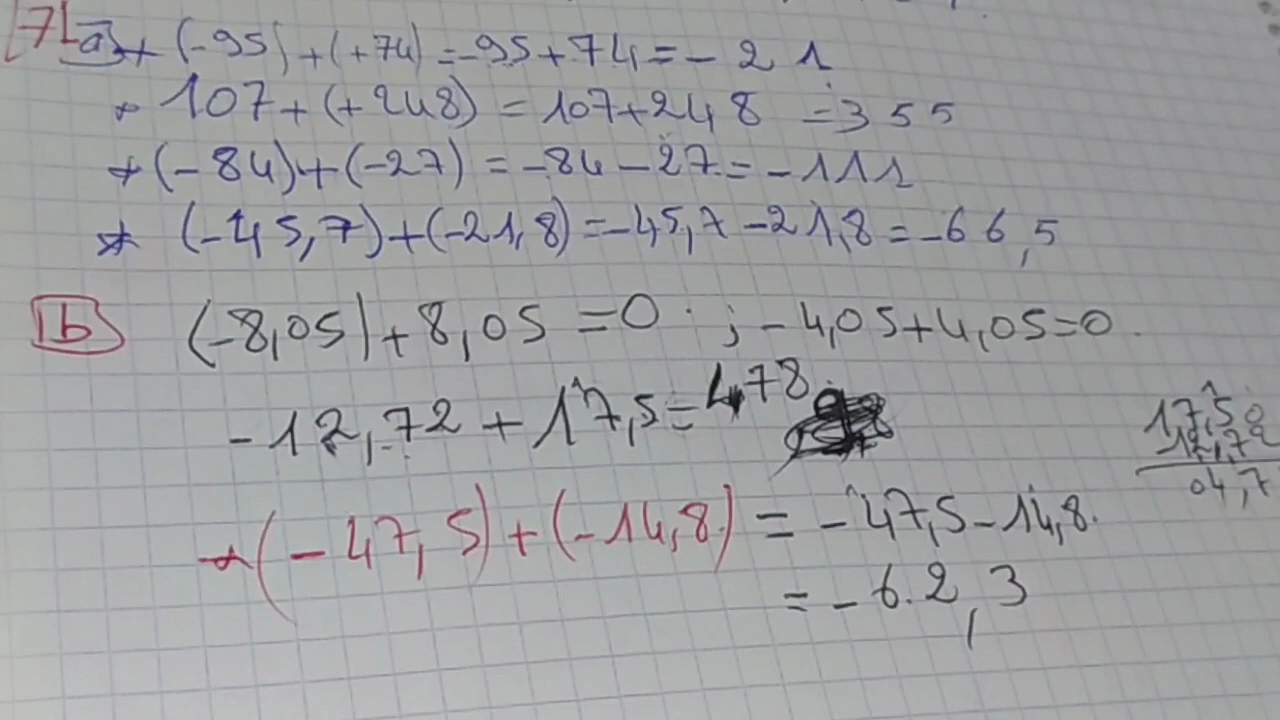 7 a) * (-95) + (+74) = -95 + 74 = - 21
* 107 + (+248) = 107 + 248 = 355
* (-84) + (-27) = -84 - 27 = -111
* (-45,7) + (-21,8) = -45,7 - 21,8 = -66,5
b (-8,05) + 8,05 = 0 ; -4,05 + 4,05 = 0
-12,72 + 17,5 = 4,78
17,50
12,72
04,7
* (-47,5) + (-14,8) = -47,5 - 14,8.
= -62,3